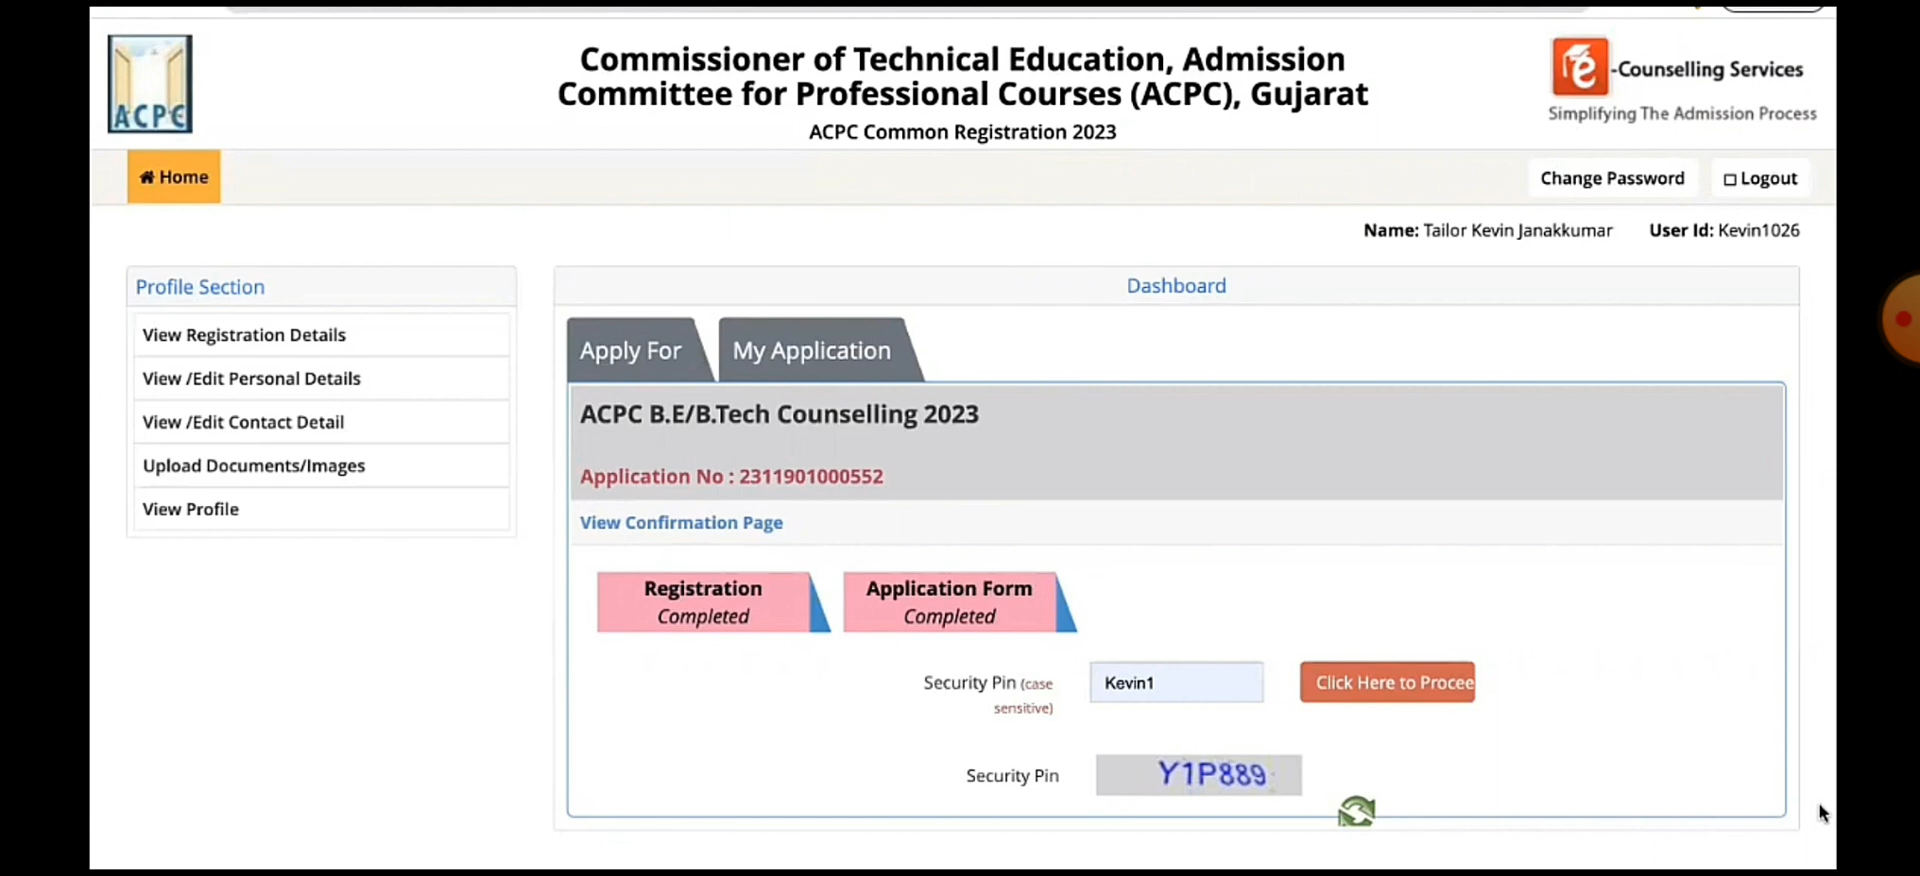 ACPC
Commissioner of Technical Education, Admission
Committee for Professional Courses (ACPC), Gujarat
ACPC Common Registration 2023
e-Counselling Services
Simplifying The Admission Process
Home
Change Password
Logout
Name: Tailor Kevin Janakkumar
User Id: Kevin1026
Profile Section
View Registration Details
View /Edit Personal Details
View /Edit Contact Detail
Upload Documents/Images
View Profile
Dashboard
Apply For
My Application
ACPC B.E/B.Tech Counselling 2023
Application No : 2311901000552
View Confirmation Page
Registration
Completed
Application Form
Completed
Security Pin (case
sensitive)
Kevin1
Click Here to Procee
Security Pin
Y1P889